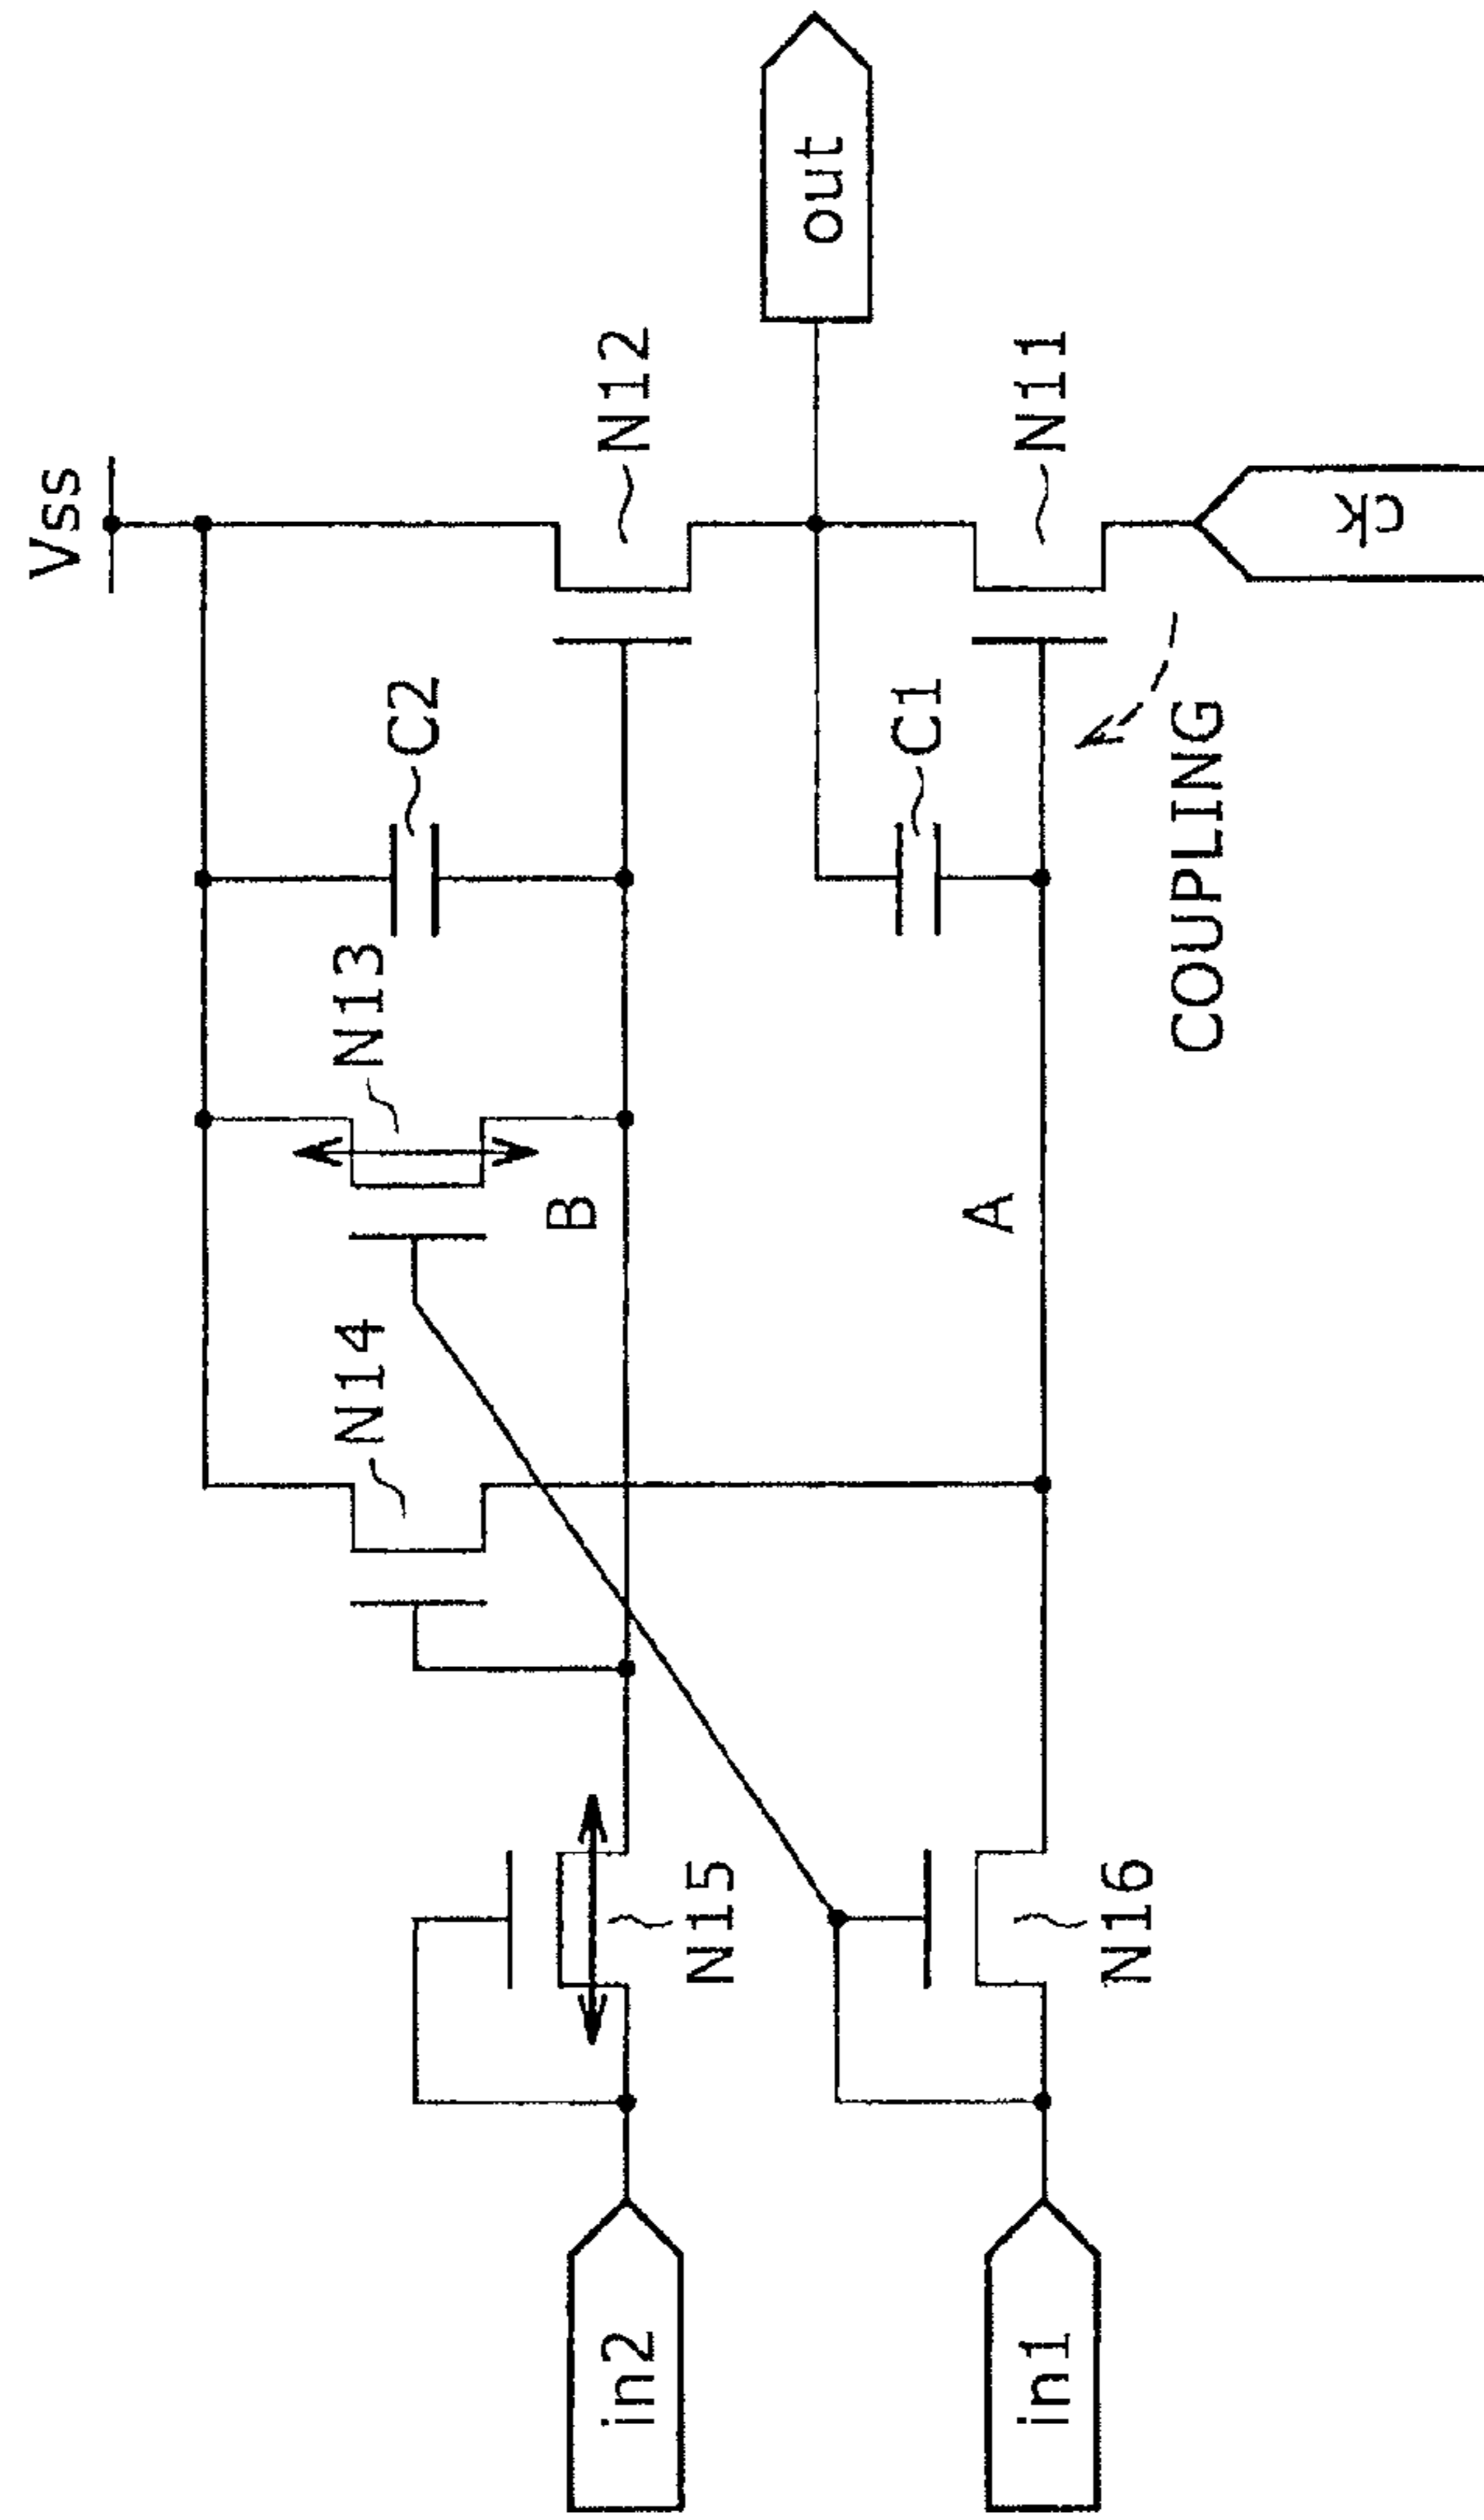 Vss
C2
N12
N13
N14
B
out
C1
N11
A
N15
in2
N16
in1
COUPLING
ck